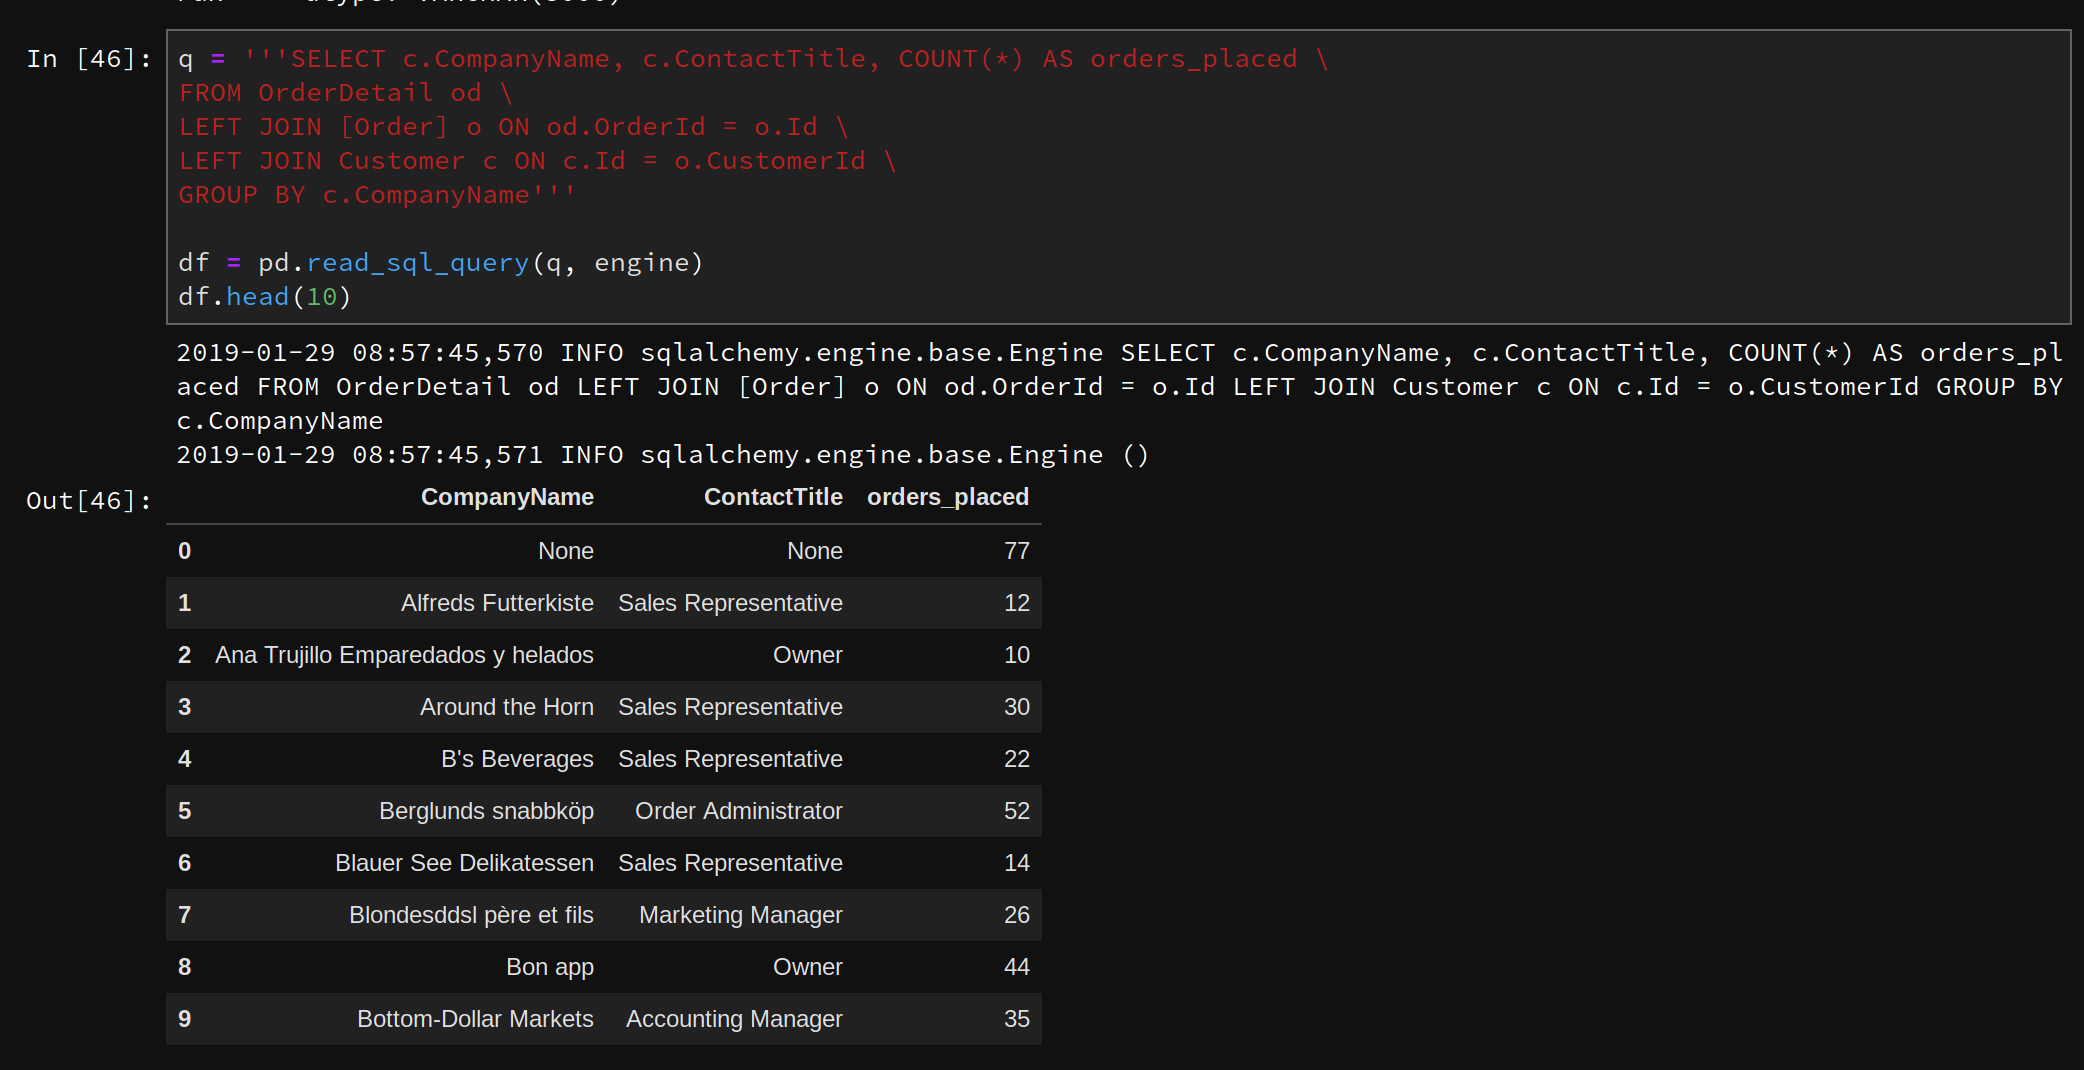 In [46]: q = '''SELECT c.CompanyName, c.ContactTitle, COUNT(*) AS orders_placed \
FROM OrderDetail od \
LEFT JOIN [Order] o ON od.OrderId = o.Id \
LEFT JOIN Customer c ON c.Id = o.CustomerId \
GROUP BY c.CompanyName'''
df = pd.read_sql_query(q, engine)
df.head(10)
2019-01-29 08:57:45,570 INFO sqlalchemy.engine.base.Engine SELECT c.CompanyName, c.ContactTitle, COUNT(*) AS orders_pl
aced FROM OrderDetail od LEFT JOIN [Order] o ON od.OrderId = o.Id LEFT JOIN Customer c ON c.Id = o.CustomerId GROUP BY
c.CompanyName
2019-01-29 08:57:45,571 INFO sqlalchemy.engine.base.Engine ()
Out[46]: CompanyName ContactTitle orders_placed
0 None None 77
1 Alfreds Futterkiste Sales Representative 12
2 Ana Trujillo Emparedados y helados Owner 10
3 Around the Horn Sales Representative 30
4 B's Beverages Sales Representative 22
5 Berglunds snabbköp Order Administrator 52
6 Blauer See Delikatessen Sales Representative 14
7 Blondesddsl père et fils Marketing Manager 26
8 Bon app Owner 44
9 Bottom-Dollar Markets Accounting Manager 35